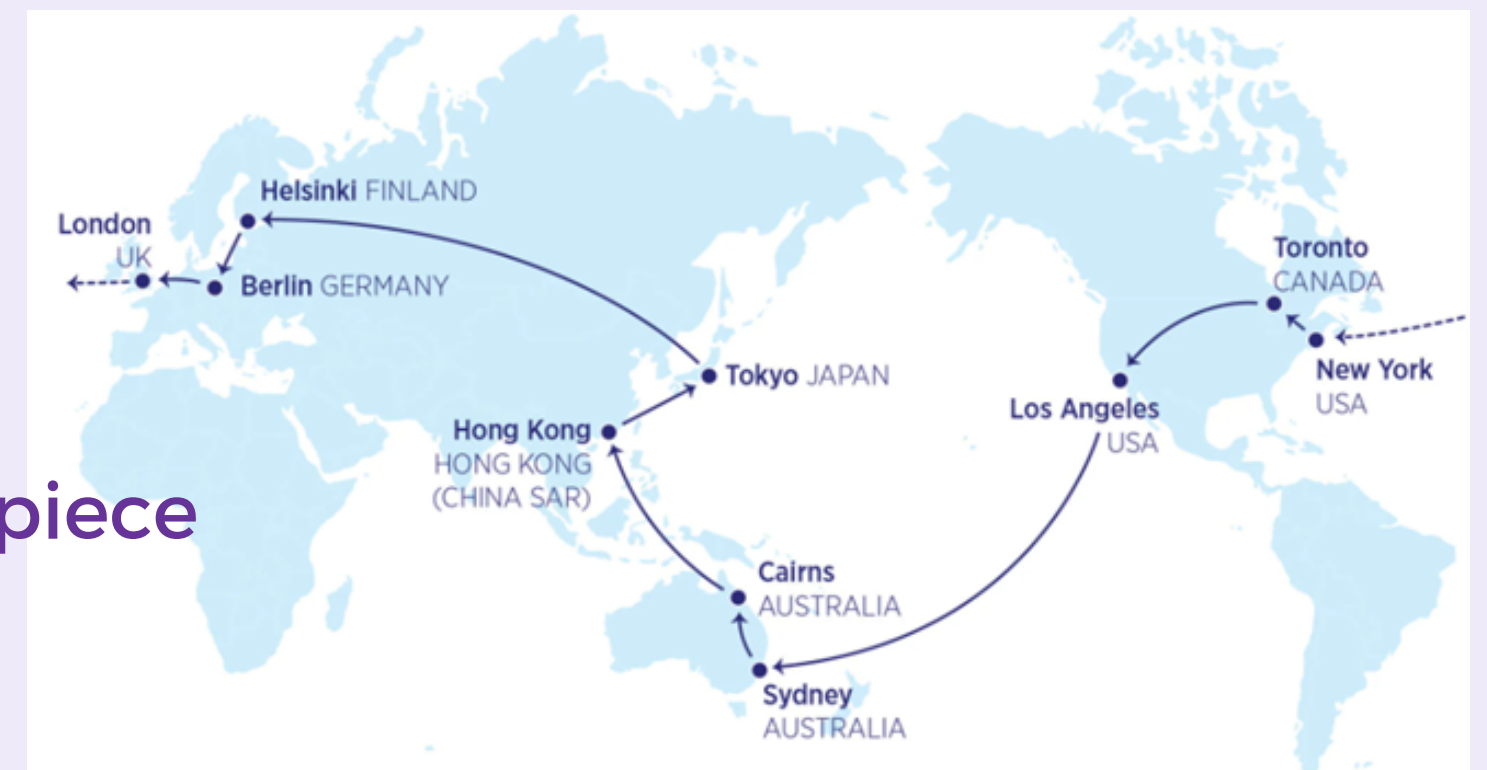 Helsinki FINLAND
London
UK
Berlin GERMANY
Toronto
CANADA
New York
USA
Los Angeles
USA
Tokyo JAPAN
Hong Kong
HONG KONG
(CHINA SAR)
piece
Cairns
AUSTRALIA
Sydney
AUSTRALIA